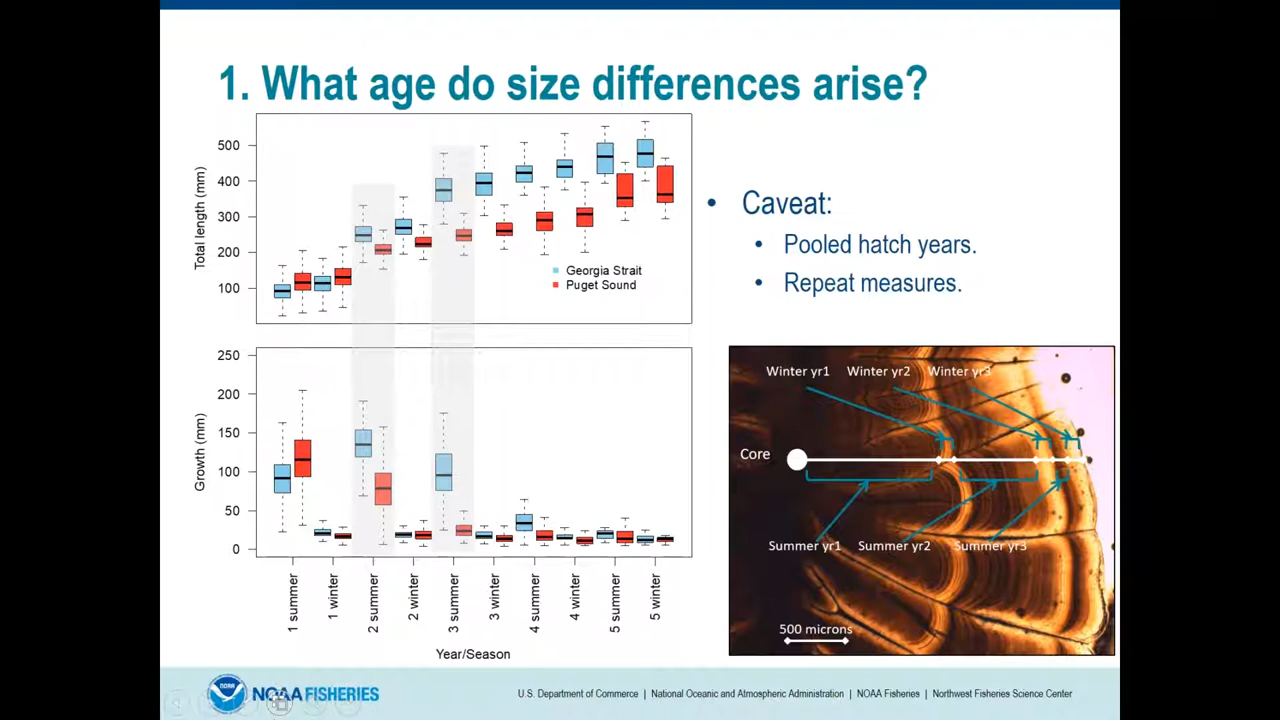 1. What age do size differences arise?
500
400
300
200
100
Total length (mm)
Georgia Strait
Puget Sound
250
200
150
100
50
0
Growth (mm)
1 summer
1 winter
2 summer
2 winter
3 summer
3 winter
4 summer
4 winter
5 summer
5 winter
Year/Season
• Caveat:
• Pooled hatch years.
• Repeat measures.
Winter yr1 Winter yr2 Winter yr3
Core
Summer yr1 Summer yr2 Summer yr3
500 microns
NOAA
NOAA FISHERIES
U.S. Department of Commerce | National Oceanic and Atmospheric Administration | NOAA Fisheries | Northwest Fisheries Science Center